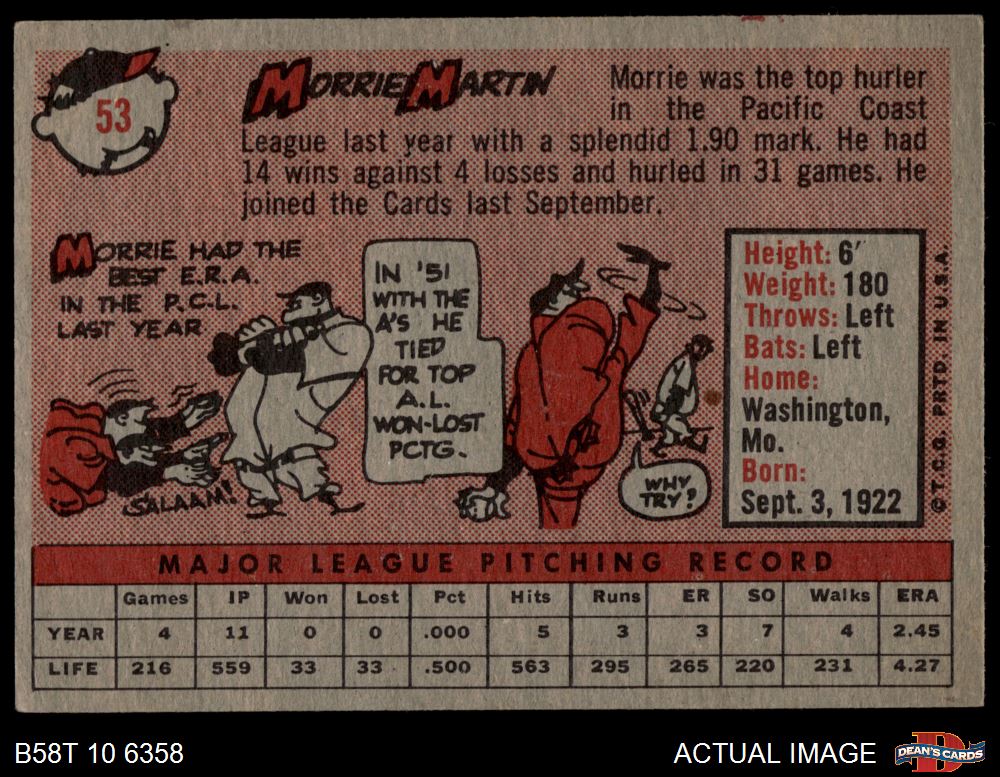 53
MORRIE MARTIN
Morrie was the top hurler
in the Pacific Coast
League last year with a splendid 1.90 mark. He had
14 wins against 4 losses and hurled in 31 games. He
joined the Cards last September.
MORRIE HAD THE
BEST E.R.A.
IN THE P.C.L.
LAST YEAR
SALAAM!
IN '51
WITH THE
A'S HE
TIED
FOR TOP
A.L.
WON-LOST
PCTG.
WHY
TRY?
Height: 6'
Weight: 180
Throws: Left
Bats: Left
Home:
Washington,
Mo.
Born:
Sept. 3, 1922
© T.C.G. PRTD. IN U.S.A.
MAJOR LEAGUE PITCHING RECORD
Games IP Won Lost Pct Hits Runs ER SO Walks ERA
YEAR 4 11 0 0 .000 5 3 3 7 4 2.45
LIFE 216 559 33 33 .500 563 295 265 220 231 4.27
B58T 10 6358
ACTUAL IMAGE
D
DEAN'S CARDS